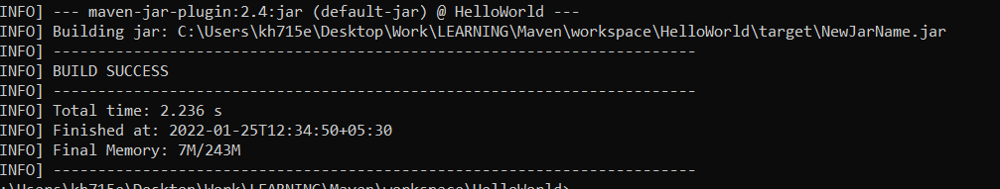 INFO] --- maven-jar-plugin:2.4:jar (default-jar) @ HelloWorld ---
INFO] Building jar: C:\Users\kh715e\Desktop\Work\LEARNING\Maven\workspace\HelloWorld\target\NewJarName.jar
INFO] ------------------------------------------------------------------------
INFO] BUILD SUCCESS
INFO] ------------------------------------------------------------------------
INFO] Total time: 2.236 s
INFO] Finished at: 2022-01-25T12:34:50+05:30
INFO] Final Memory: 7M/243M
INFO] ------------------------------------------------------------------------
:\Users\kh715e\Desktop\Work\LEARNING\Maven\workspace\HelloWorld>